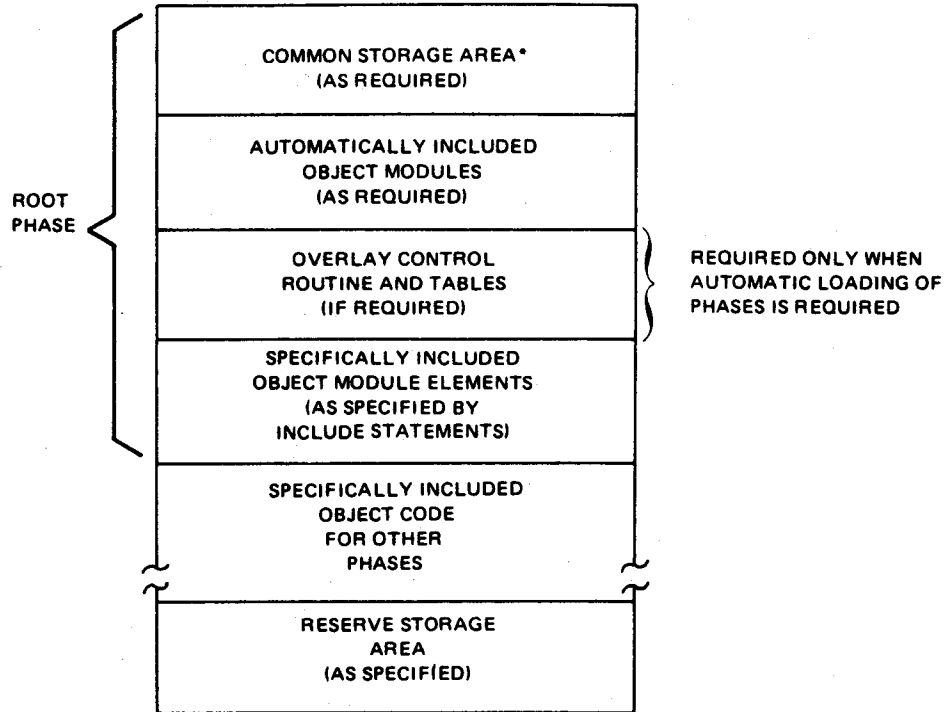 COMMON STORAGE AREA*
(AS REQUIRED)
AUTOMATICALLY INCLUDED
OBJECT MODULES
(AS REQUIRED)
ROOT
PHASE
OVERLAY CONTROL
ROUTINE AND TABLES
(IF REQUIRED)
REQUIRED ONLY WHEN
AUTOMATIC LOADING OF
PHASES IS REQUIRED
SPECIFICALLY INCLUDED
OBJECT MODULE ELEMENTS
(AS SPECIFIED BY
INCLUDE STATEMENTS)
SPECIFICALLY INCLUDED
OBJECT CODE
FOR OTHER
PHASES
RESERVE STORAGE
AREA
(AS SPECIFIED)